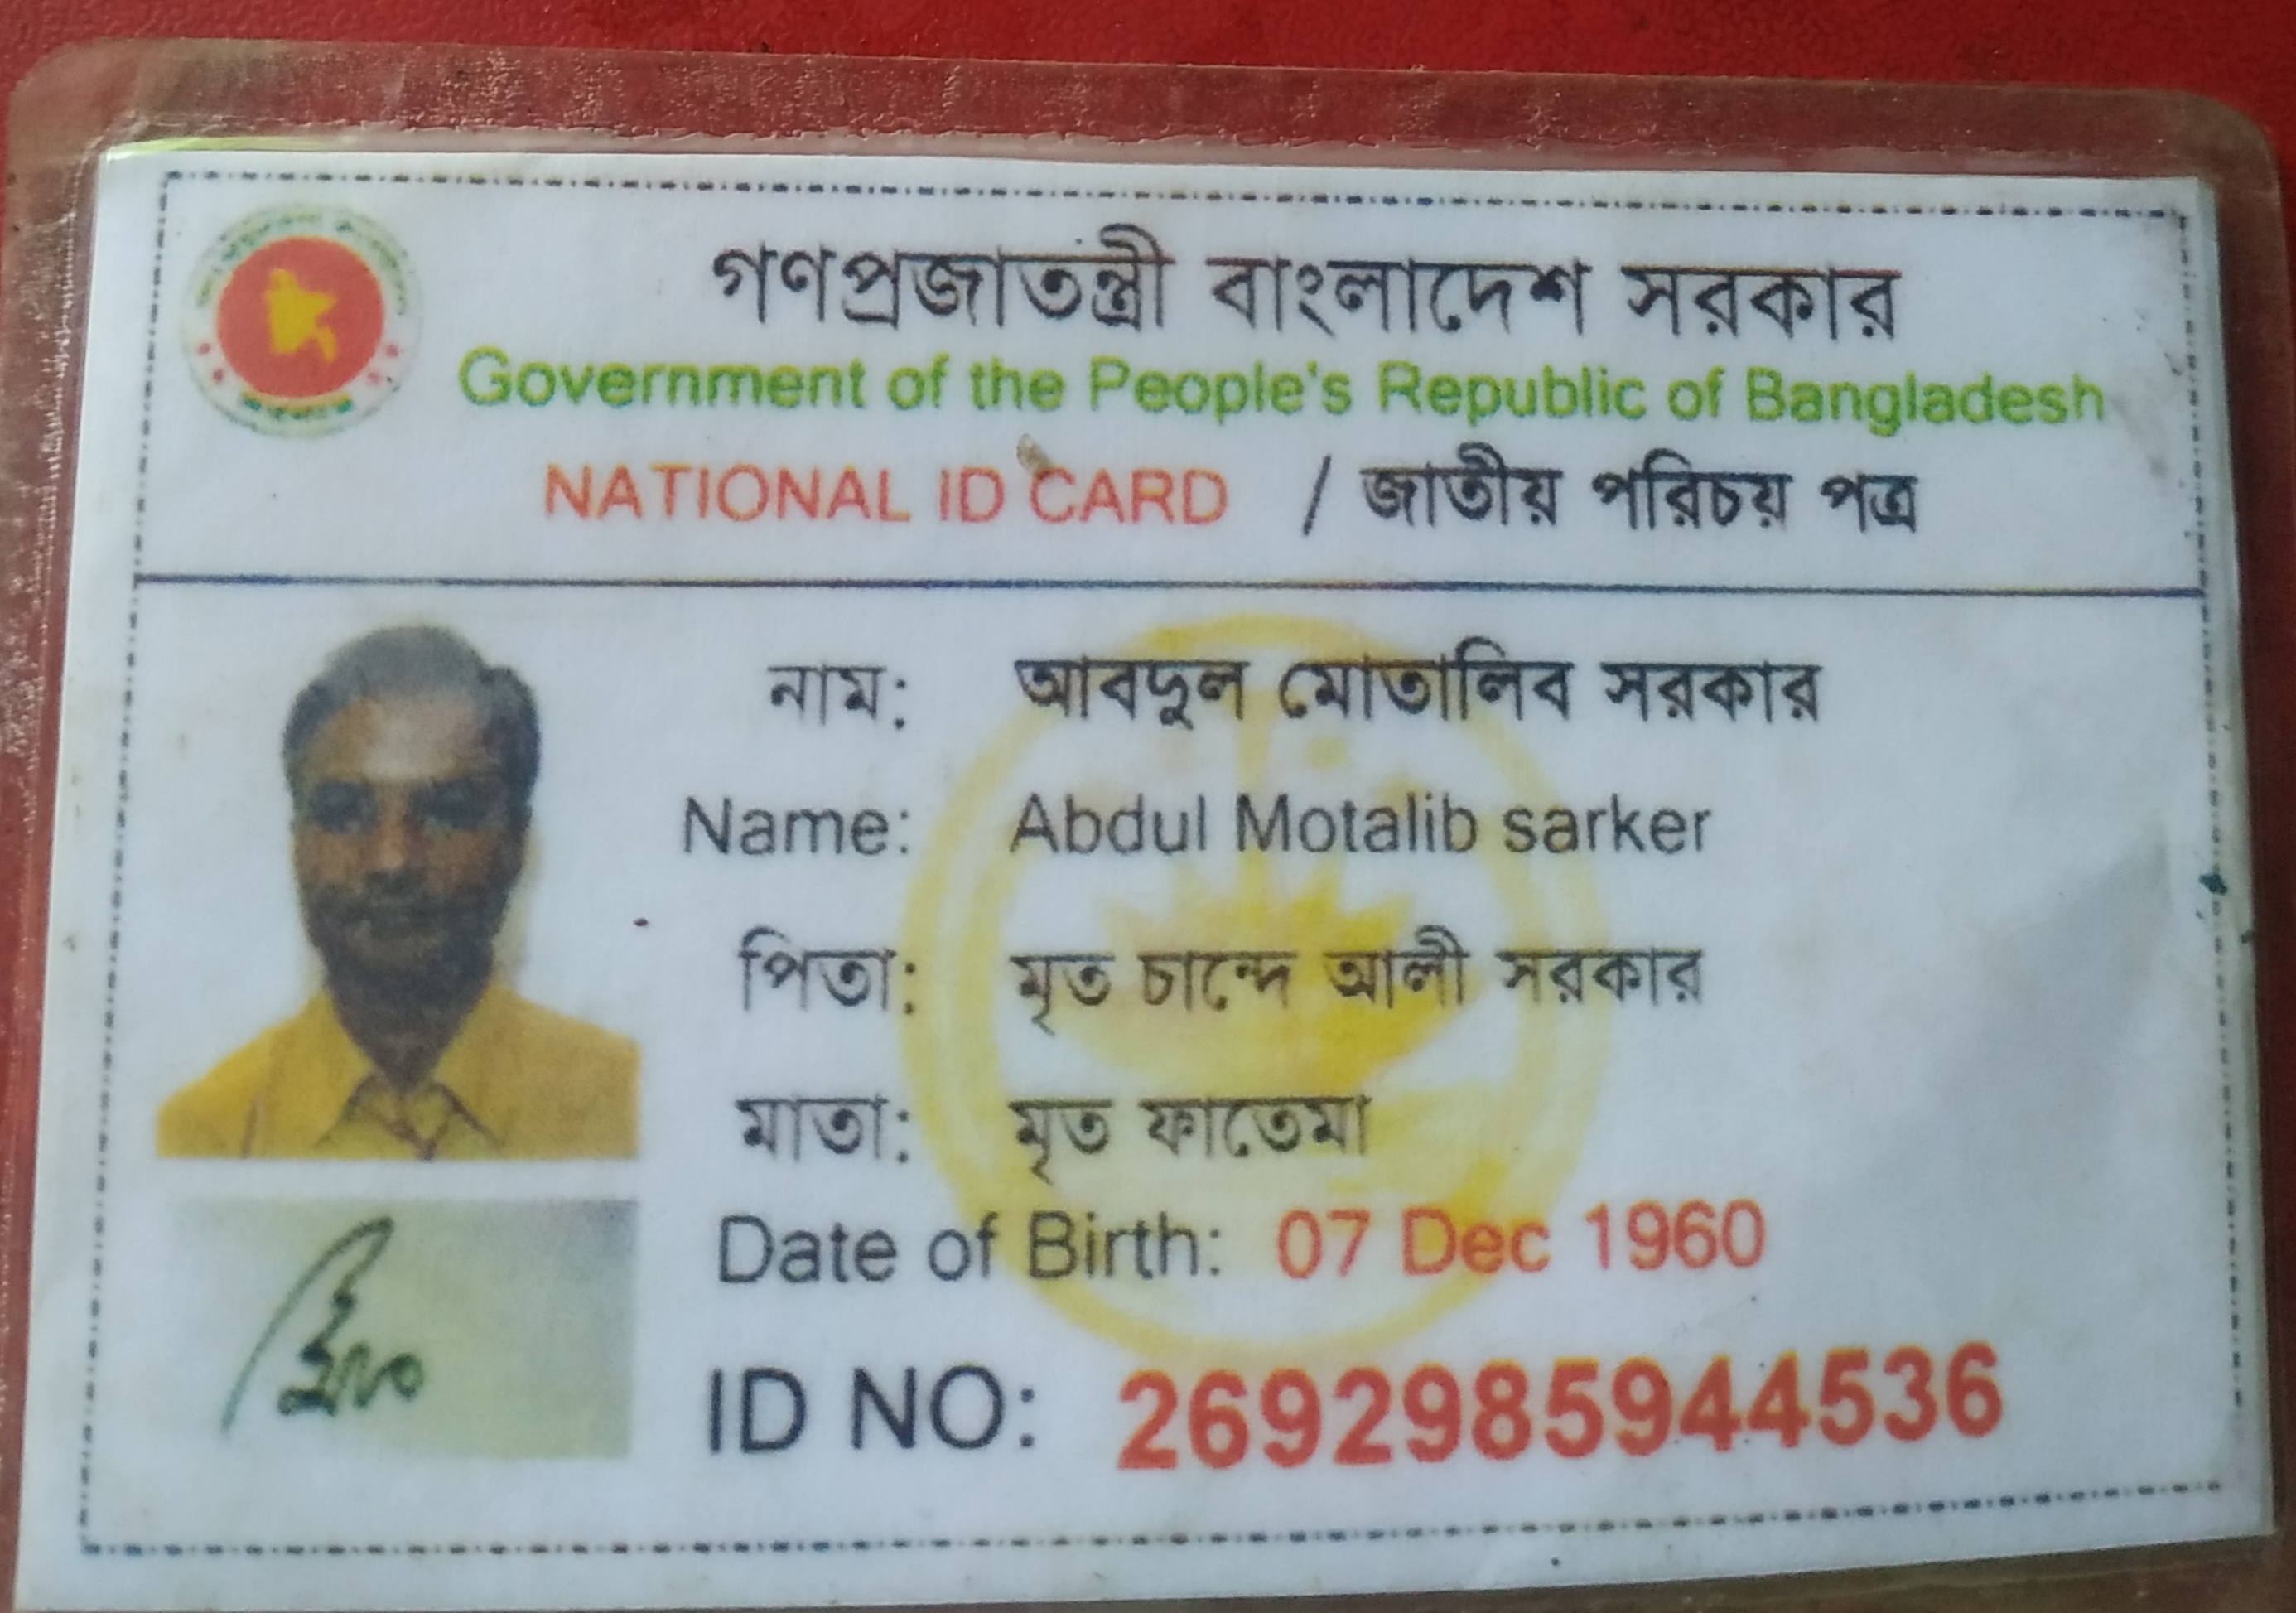 গণপ্রজাতন্ত্রী বাংলাদেশ সরকার
Government of the People's Republic of Bangladesh
NATIONAL ID CARD / জাতীয় পরিচয় পত্র
নাম: আবদুল মোতালিব সরকার
Name: Abdul Motalib sarker
পিতা: মৃত চান্দে আলী সরকার
মাতা: মৃত ফাতেমা
Date of Birth: 07 Dec 1960
ID NO: 2692985944536